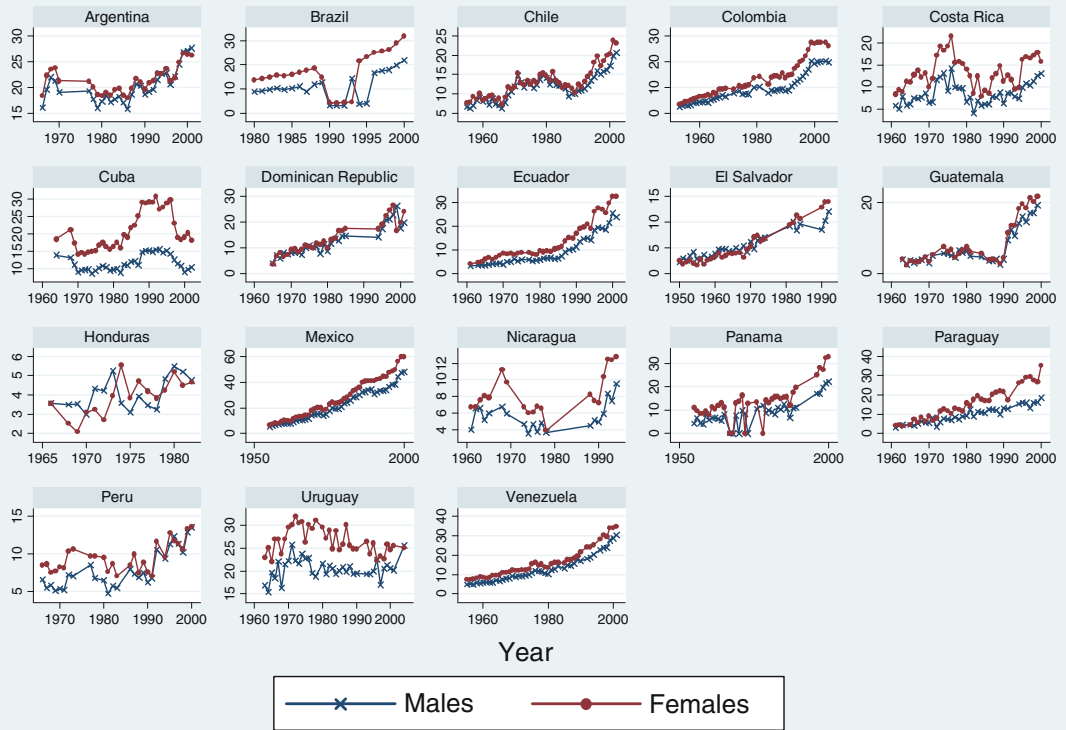 Argentina Brazil Chile Colombia Costa Rica
15 20 25 30
1970 1980 1990 2000
0 10 20 30
1980 1985 1990 1995 2000
0 5 10 15 20 25
1960 1970 1980 1990 2000
0 10 20 30
1960 1980 2000
5 10 15 20
1960 1970 1980 1990 2000
Cuba Dominican Republic Ecuador El Salvador Guatemala
10 15 20 25 30
1960 1970 1980 1990 2000
0 10 20 30
1960 1970 1980 1990 2000
0 10 20 30
1960 1970 1980 1990 2000
0 5 10 15
1950 1960 1970 1980 1990
0 20
1960 1970 1980 1990 2000
Honduras Mexico Nicaragua Panama Paraguay
2 3 4 5 6
1965 1970 1975 1980
0 20 40 60
1950 2000
4 6 8 10 12
1960 1970 1980 1990
0 10 20 30
1950 2000
0 10 20 30 40
1960 1970 1980 1990 2000
Peru Uruguay Venezuela
5 10 15
1970 1980 1990 2000
15 20 25 30
1960 1970 1980 1990 2000
0 10 20 30 40
1960 1980 2000
Year
Males Females